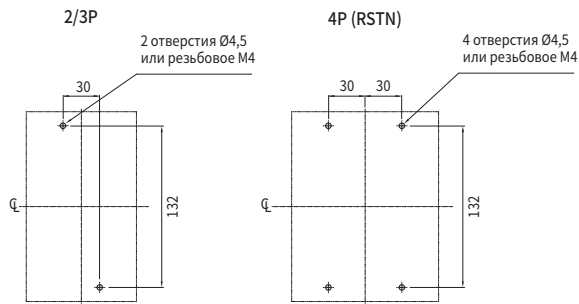 2/3P
2 отверстия Ø4,5
или резьбовое M4
30
132
℄
4P (RSTN)
4 отверстия Ø4,5
или резьбовое M4
30
30
132
℄